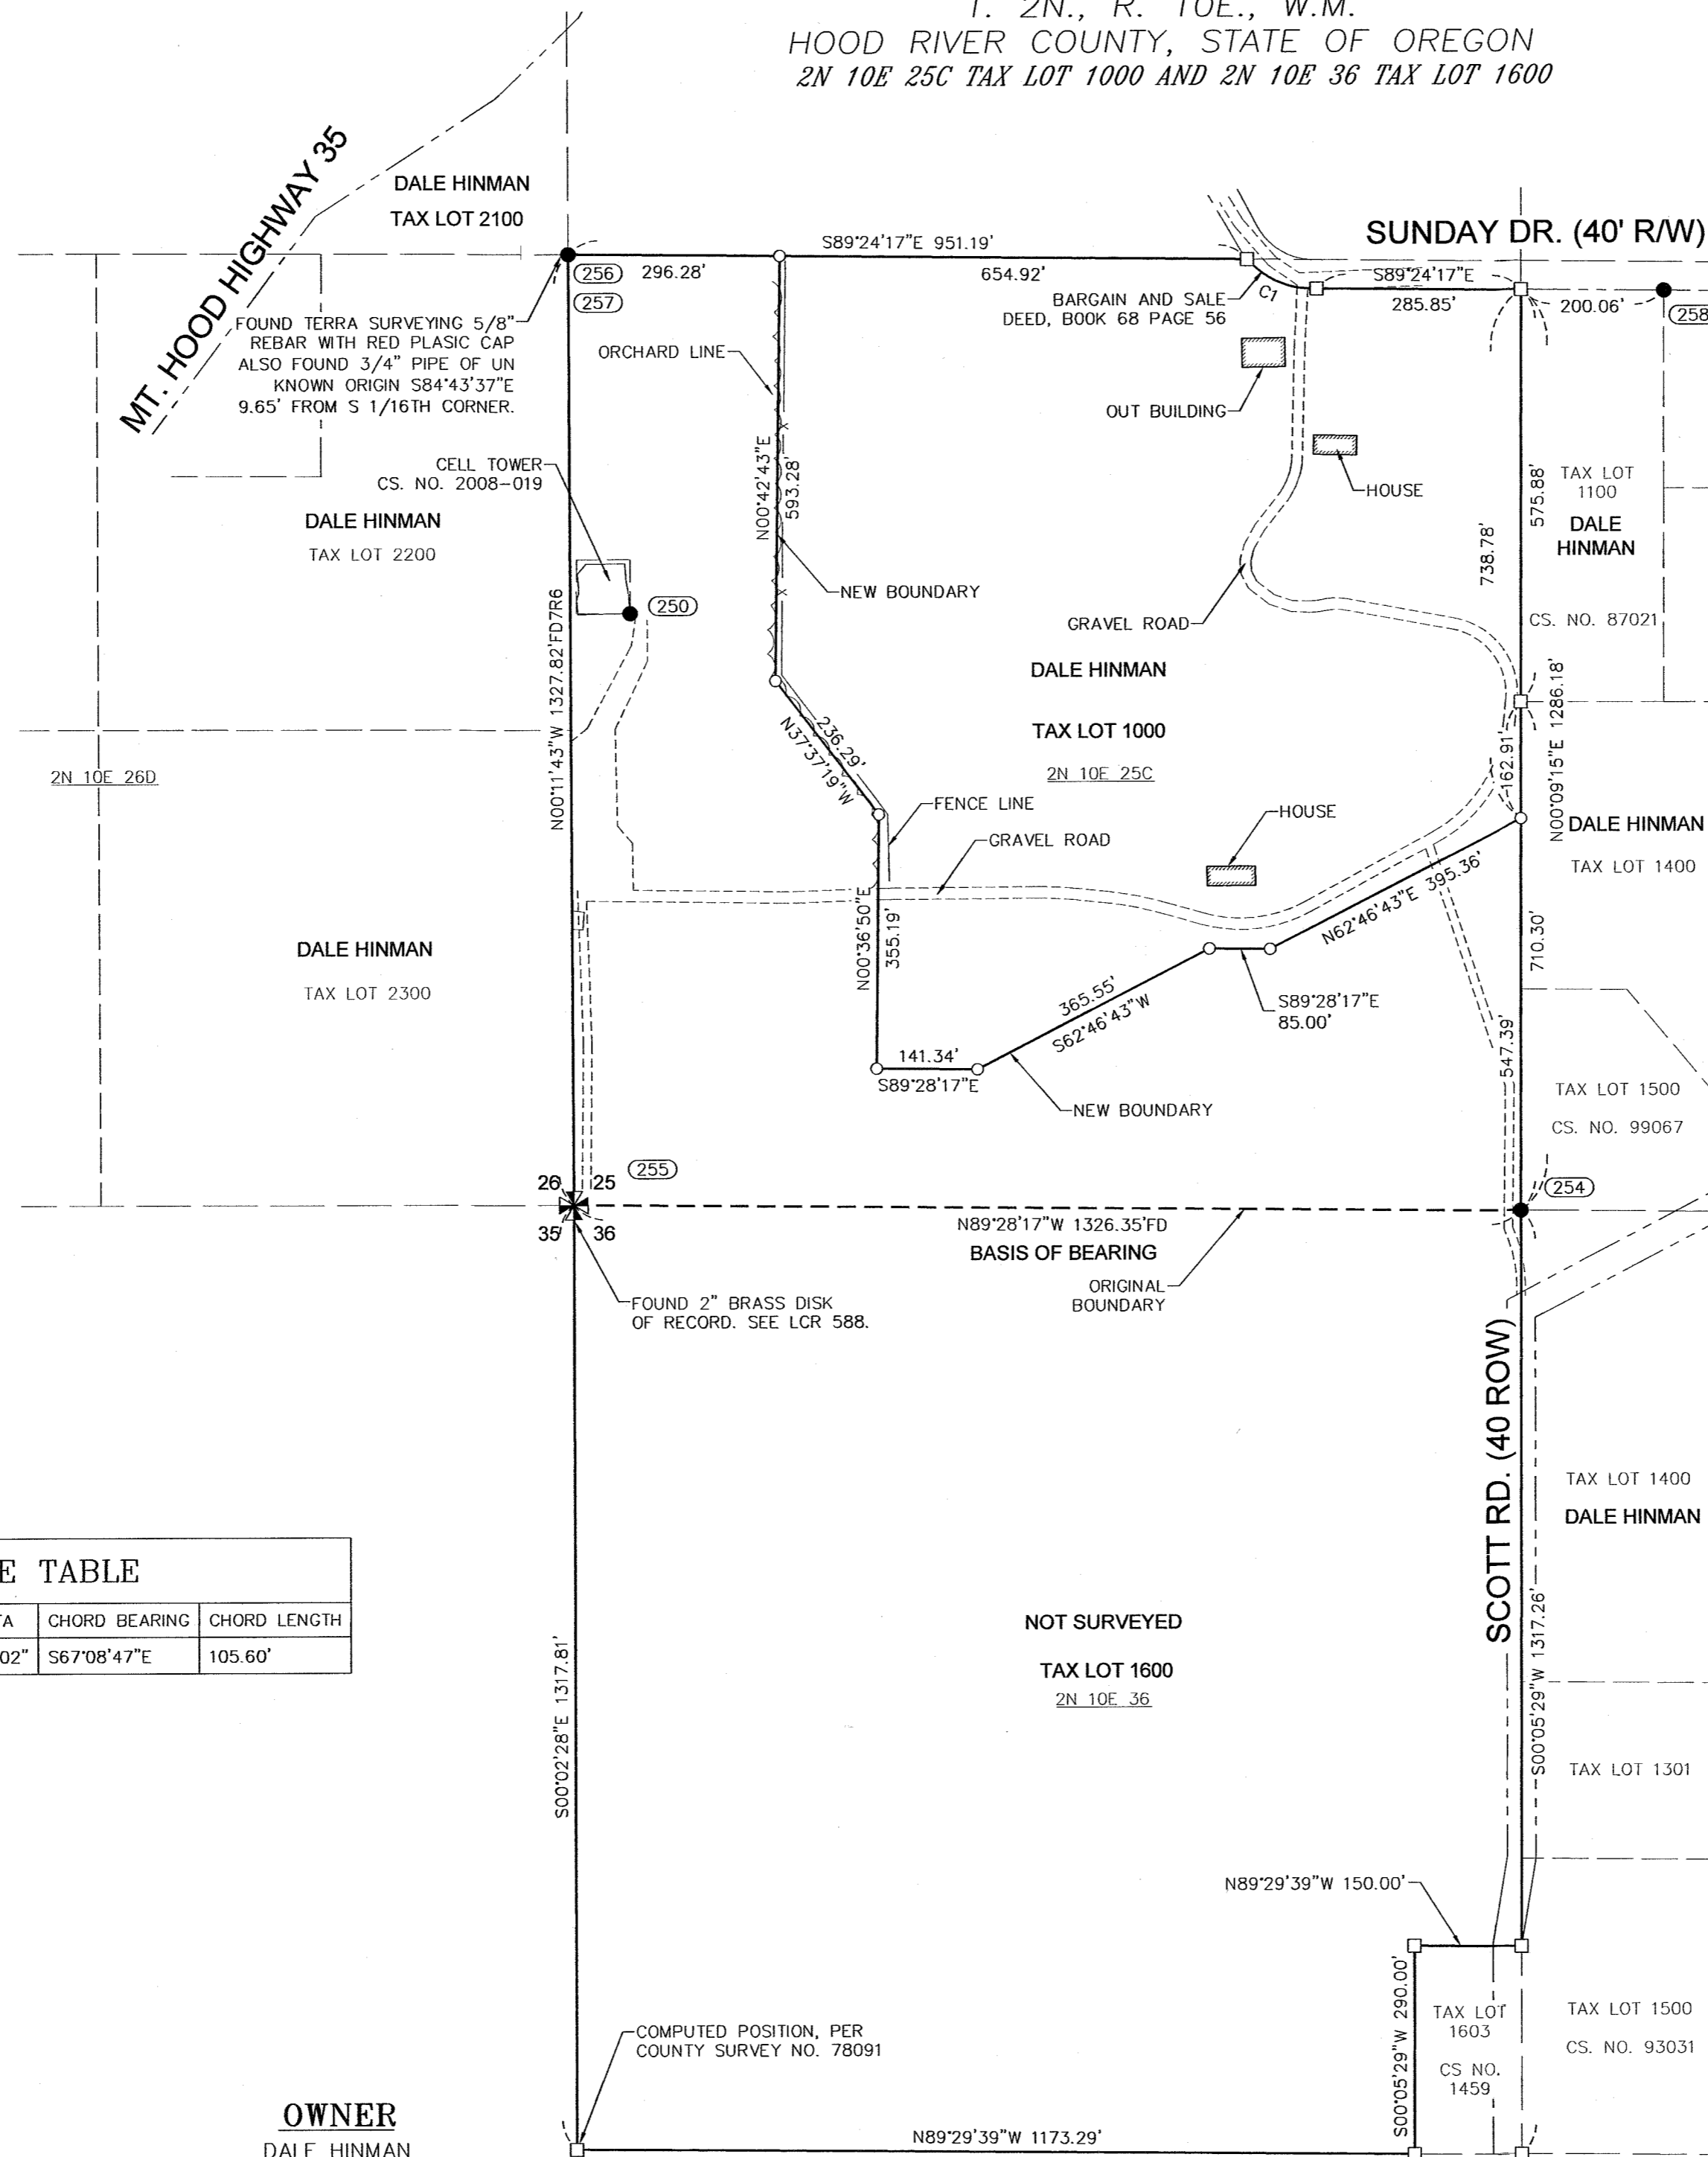 T. 2N., R. 10E., W.M.
HOOD RIVER COUNTY, STATE OF OREGON
2N 10E 25C TAX LOT 1000 AND 2N 10E 36 TAX LOT 1600
MT. HOOD HIGHWAY 35
DALE HINMAN
TAX LOT 2100
SUNDAY DR. (40' R/W)
S89°24'17"E 951.19'
296.28'
654.92'
256
257
S89°24'17"E
285.85'
200.06'
258
C1
BARGAIN AND SALE
DEED, BOOK 68 PAGE 56
FOUND TERRA SURVEYING 5/8"
REBAR WITH RED PLASIC CAP
ALSO FOUND 3/4" PIPE OF UN
KNOWN ORIGIN S84°43'37"E
9.65' FROM S 1/16TH CORNER.
ORCHARD LINE
OUT BUILDING
CELL TOWER
CS. NO. 2008-019
DALE HINMAN
TAX LOT 2200
N00°42'43"E
593.28'
HOUSE
575.88'
738.78'
TAX LOT
1100
DALE
HINMAN
250
NEW BOUNDARY
GRAVEL ROAD
CS. NO. 87021
N00°11'43"W 1327.82'FD7R6
DALE HINMAN
TAX LOT 1000
2N 10E 25C
236.29'
N37°37'19"W
162.91'
N00°09'15"E 1286.18'
2N 10E 26D
FENCE LINE
GRAVEL ROAD
HOUSE
DALE HINMAN
TAX LOT 1400
N62°46'43"E 395.36'
N00°36'50"E
355.19'
710.30'
DALE HINMAN
TAX LOT 2300
365.55'
S62°46'43"W
S89°28'17"E
85.00'
547.39'
141.34'
S89°28'17"E
NEW BOUNDARY
TAX LOT 1500
CS. NO. 99067
255
26 25
35 36
254
N89°28'17"W 1326.35'FD
BASIS OF BEARING
ORIGINAL
BOUNDARY
FOUND 2" BRASS DISK
OF RECORD. SEE LCR 588.
SCOTT RD. (40 ROW)
TAX LOT 1400
DALE HINMAN
E TABLE
TA CHORD BEARING CHORD LENGTH
02" S67°08'47"E 105.60'
S00°02'28"E 1317.81'
NOT SURVEYED
TAX LOT 1600
2N 10E 36
S00°05'29"W 1317.26'
TAX LOT 1301
N89°29'39"W 150.00'
S00°05'29"W 290.00'
TAX LOT
1603
CS NO.
1459
TAX LOT 1500
CS. NO. 93031
COMPUTED POSITION, PER
COUNTY SURVEY NO. 78091
OWNER
DALE HINMAN
N89°29'39"W 1173.29'